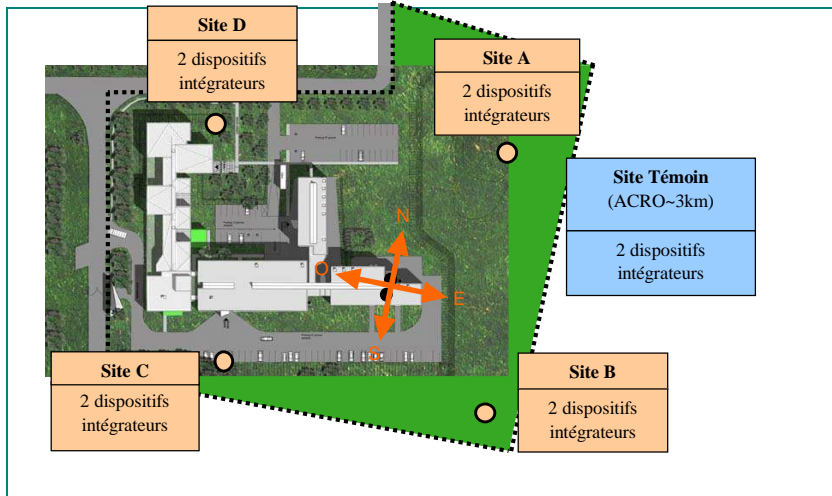 Site D
2 dispositifs
intégrateurs
Site A
2 dispositifs
intégrateurs
Site Témoin
(ACRO~3km)
2 dispositifs
intégrateurs
N
O
E
S
Site C
2 dispositifs
intégrateurs
Site B
2 dispositifs
intégrateurs